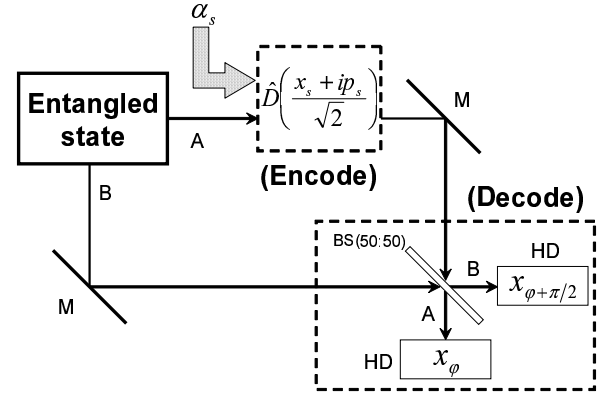 α_s
Entangled
state
A
D̂((x_s + ip_s)/√2)
M
(Encode)
B
(Decode)
BS(50:50)
HD
B
x_{φ+π/2}
M
A
HD
x_φ